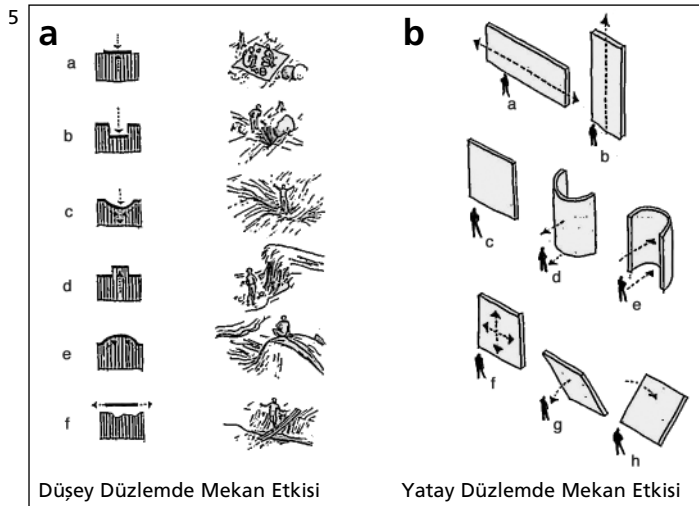 5
a
b
a
b
c
d
e
f
a
b
c
d
e
f
g
h
Düşey Düzlemde Mekan Etkisi
Yatay Düzlemde Mekan Etkisi